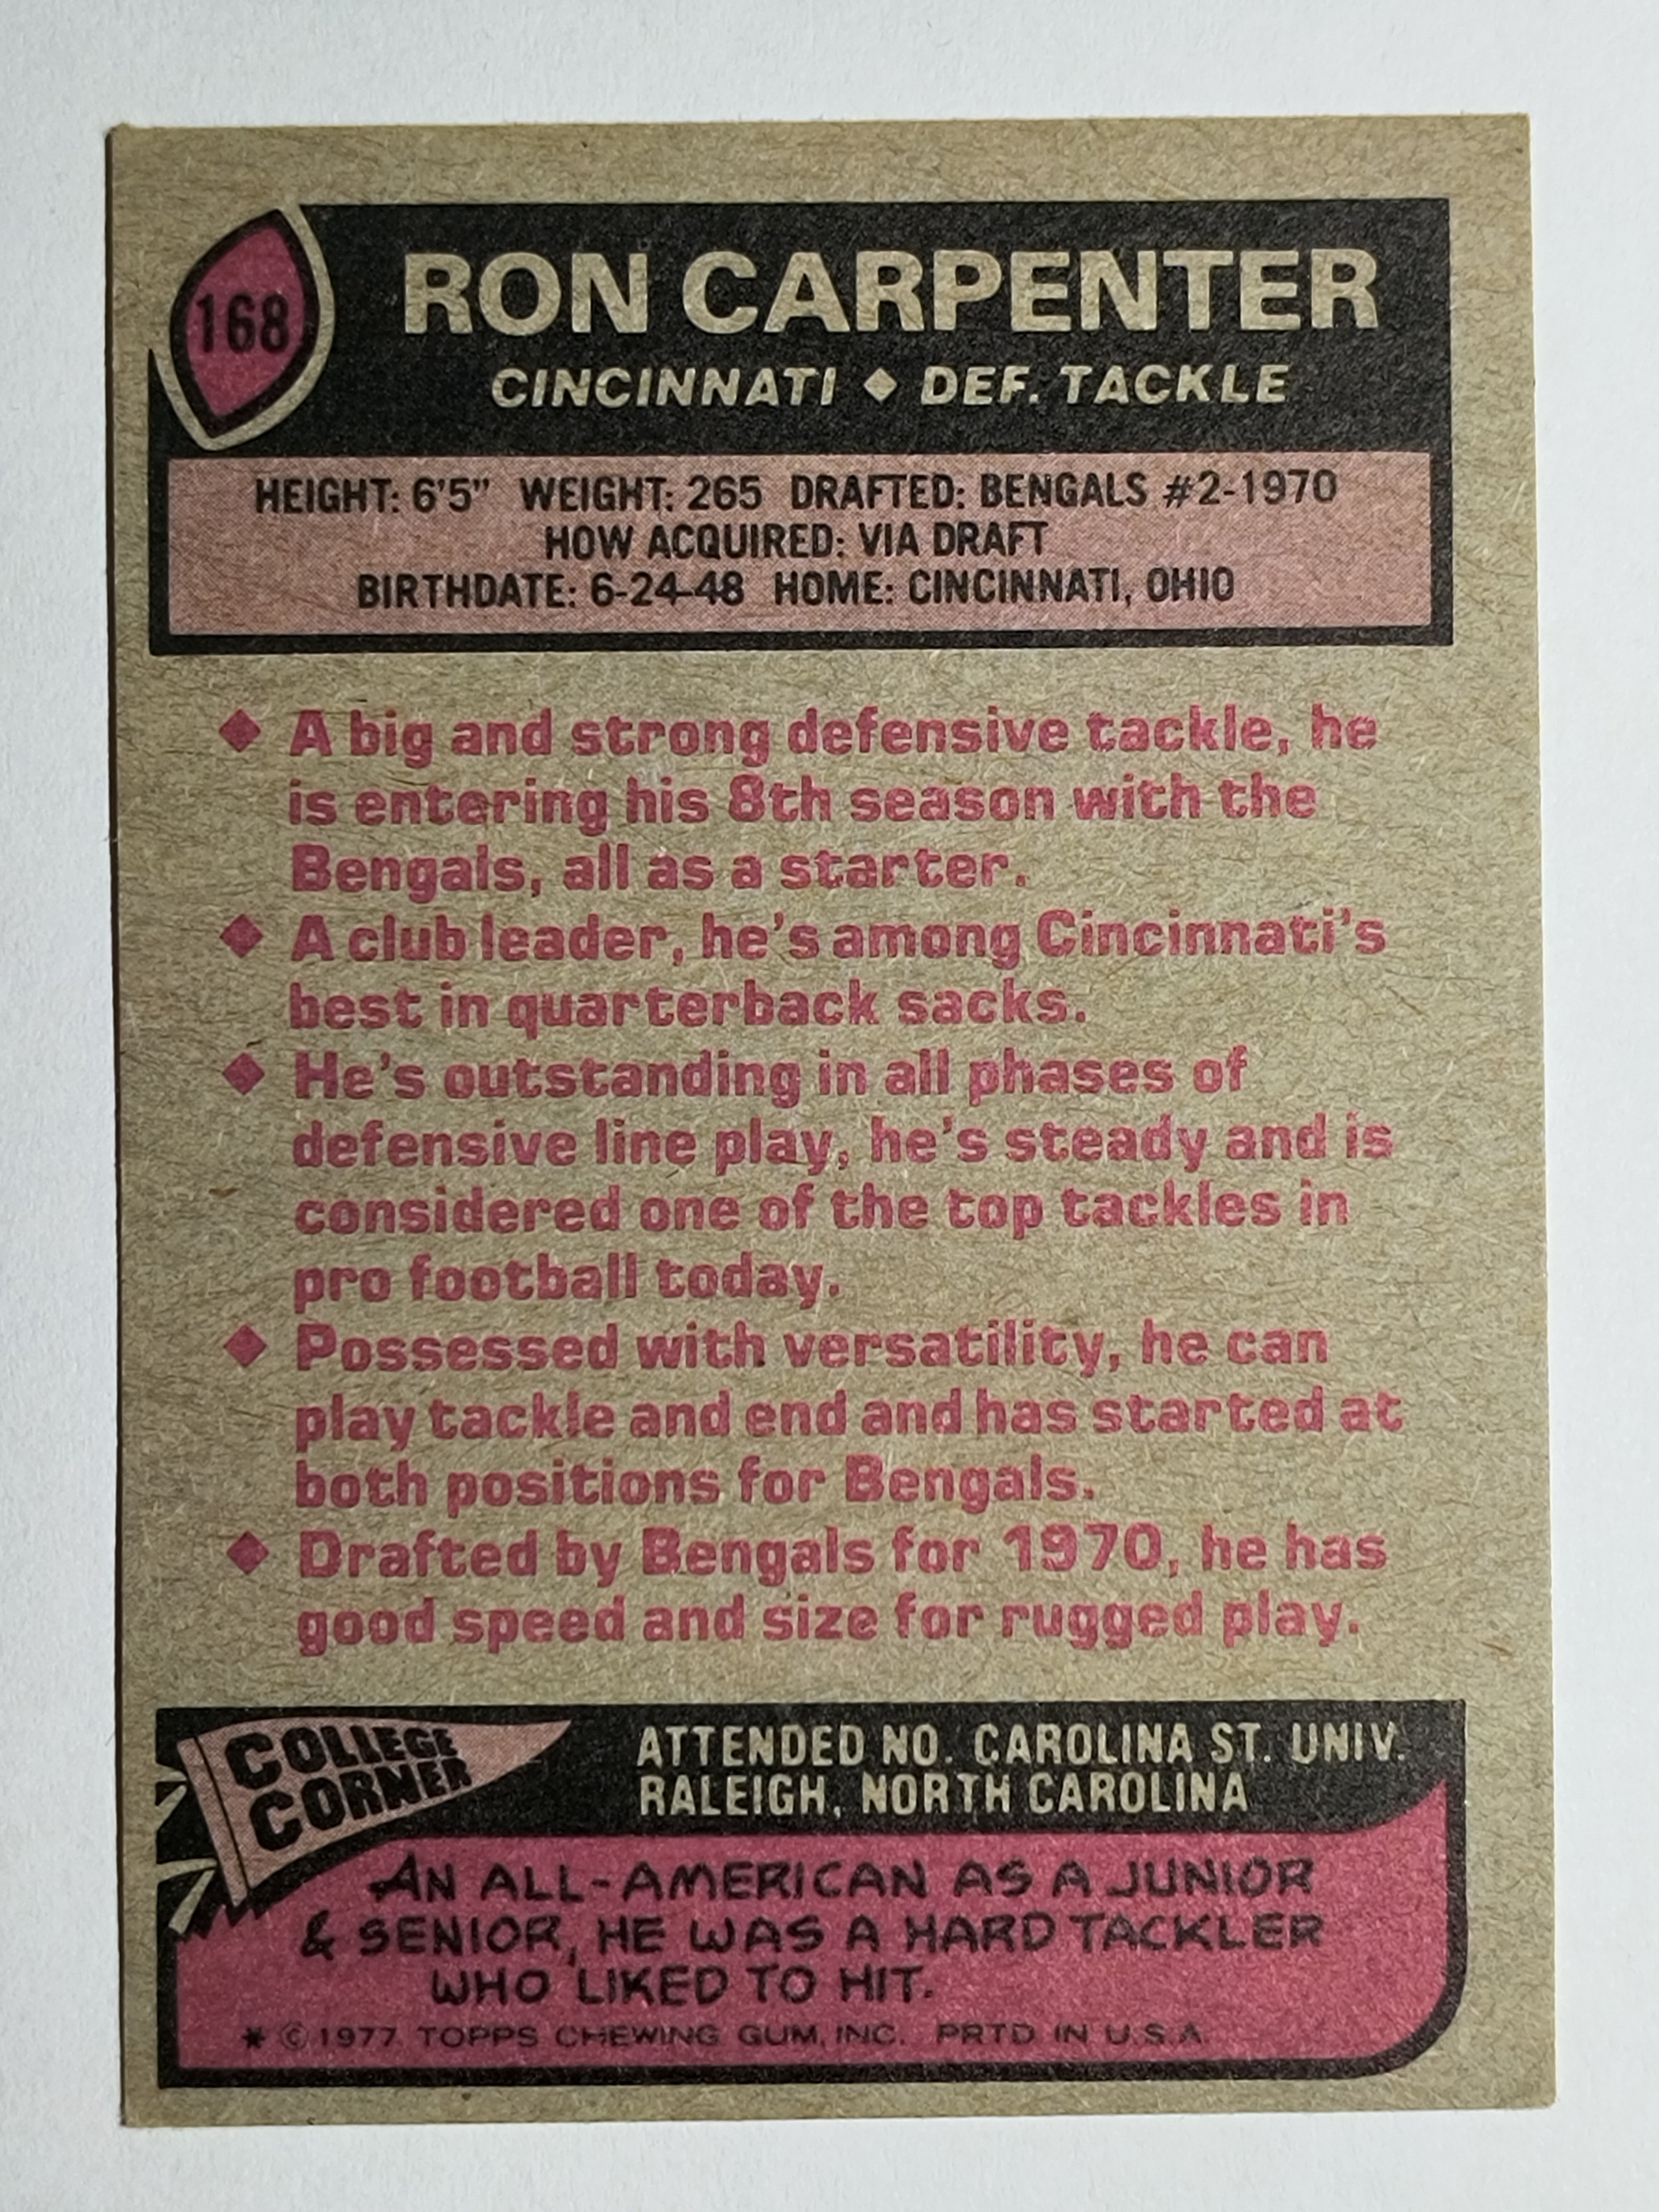 168
RON CARPENTER
CINCINNATI ◆ DEF. TACKLE
HEIGHT: 6'5" WEIGHT: 265 DRAFTED: BENGALS #2-1970
HOW ACQUIRED: VIA DRAFT
BIRTHDATE: 6-24-48 HOME: CINCINNATI, OHIO
◆ A big and strong defensive tackle, he
is entering his 8th season with the
Bengals, all as a starter.
◆ A club leader, he's among Cincinnati's
best in quarterback sacks.
◆ He's outstanding in all phases of
defensive line play, he's steady and is
considered one of the top tackles in
pro football today.
◆ Possessed with versatility, he can
play tackle and end and has started at
both positions for Bengals.
◆ Drafted by Bengals for 1970, he has
good speed and size for rugged play.
COLLEGE
CORNER
ATTENDED NO. CAROLINA ST. UNIV.
RALEIGH, NORTH CAROLINA
AN ALL-AMERICAN AS A JUNIOR
& SENIOR, HE WAS A HARD TACKLER
WHO LIKED TO HIT.
* © 1977 TOPPS CHEWING GUM, INC. PRTD IN U.S.A.